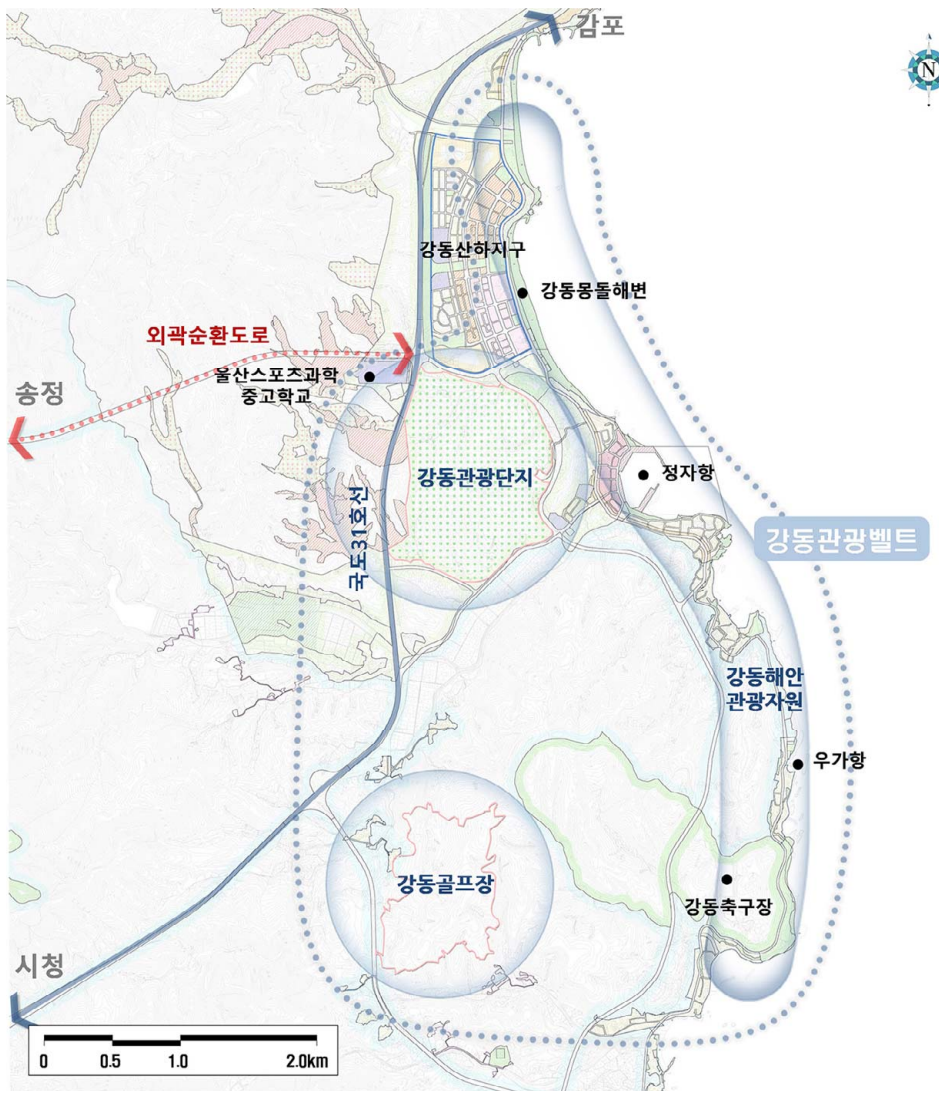 감포
N
강동산하지구
강동몽돌해변
외곽순환도로
울산스포츠과학
중고학교
송정
강동관광단지
정자항
국도31호선
강동관광벨트
강동해안
관광자원
우가항
강동골프장
강동축구장
시청
0 0.5 1.0 2.0km